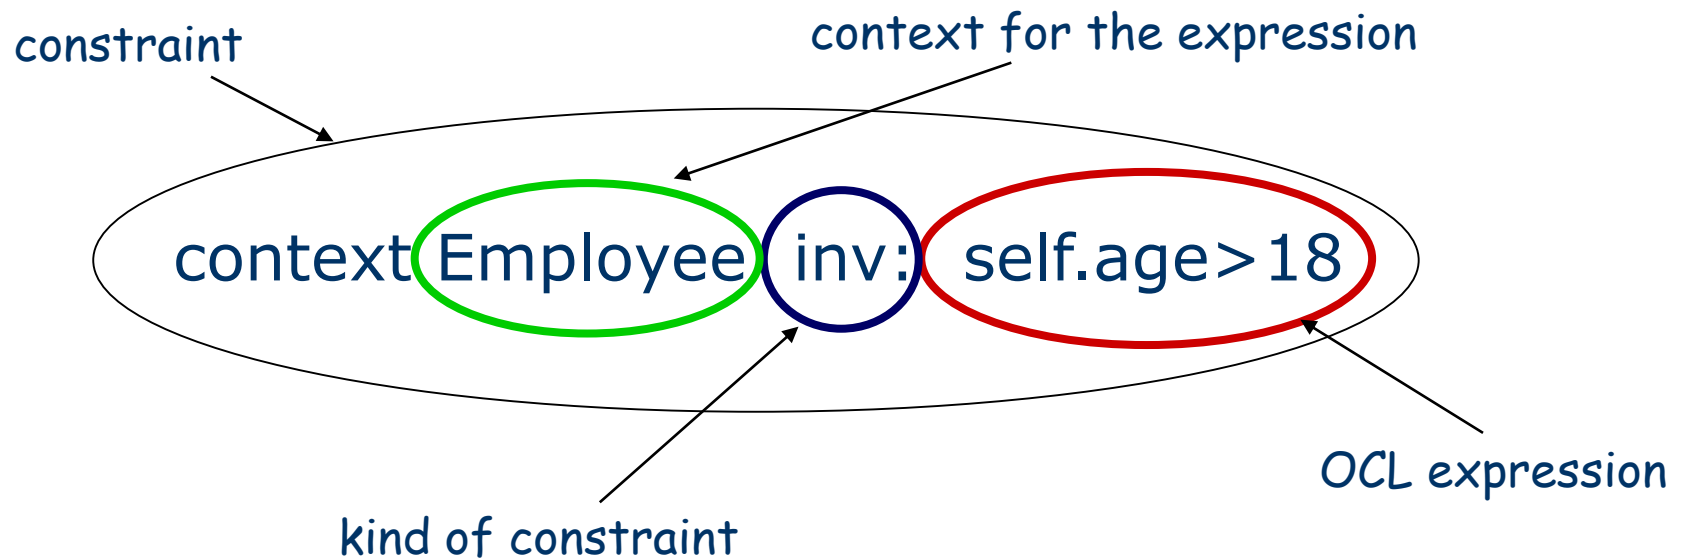 constraint
context for the expression
context Employee inv: self.age>18
OCL expression
kind of constraint